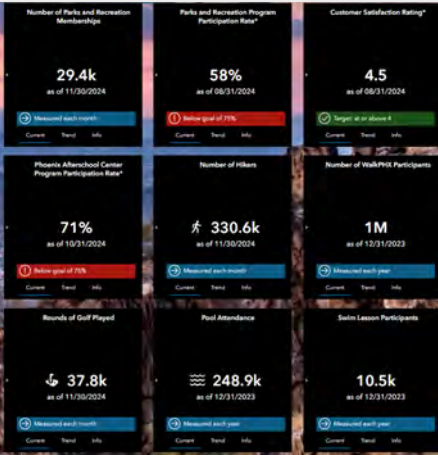 Number of Parks and Recreation
Memberships
29.4k
as of 11/30/2024
Measured each month
Current Trend Info
Parks and Recreation Program
Participation Rate*
58%
as of 08/31/2024
Below goal of 75%
Current Trend Info
Customer Satisfaction Rating*
4.5
as of 08/31/2024
Target: at or above 4
Current Trend Info
Phoenix Afterschool Center
Program Participation Rate*
71%
as of 10/31/2024
Below goal of 75%
Current Trend Info
Number of Hikers
330.6k
as of 11/30/2024
Measured each month
Current Trend Info
Number of WalkPHX Participants
1M
as of 12/31/2023
Measured each year
Current Trend Info
Rounds of Golf Played
37.8k
as of 11/30/2024
Measured each month
Current Trend Info
Pool Attendance
248.9k
as of 12/31/2023
Measured each year
Current Trend Info
Swim Lesson Participants
10.5k
as of 12/31/2023
Measured each year
Current Trend Info